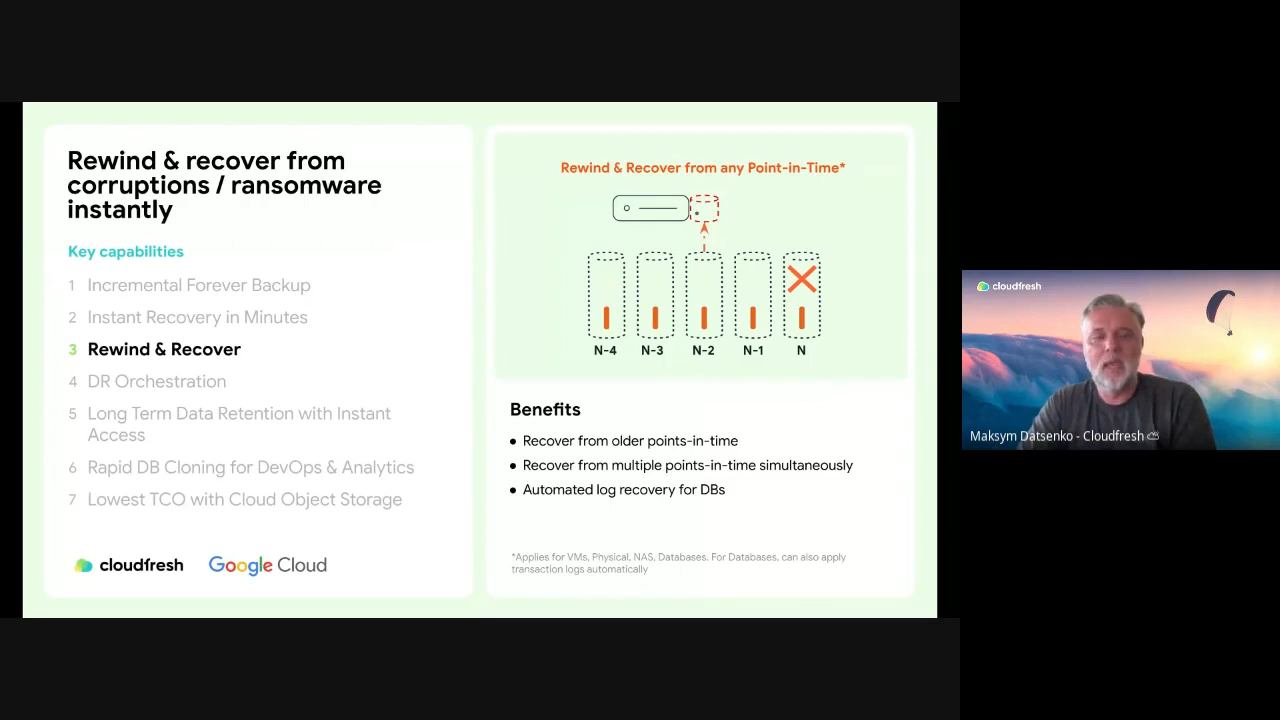 Rewind & recover from
corruptions / ransomware
instantly
Key capabilities
1 Incremental Forever Backup
2 Instant Recovery in Minutes
3 Rewind & Recover
4 DR Orchestration
5 Long Term Data Retention with Instant
Access
6 Rapid DB Cloning for DevOps & Analytics
7 Lowest TCO with Cloud Object Storage
cloudfresh Google Cloud
Rewind & Recover from any Point-in-Time*
N-4 N-3 N-2 N-1 N
Benefits
• Recover from older points-in-time
• Recover from multiple points-in-time simultaneously
• Automated log recovery for DBs
*Applies for VMs, Physical, NAS, Databases. For Databases, can also apply
transaction logs automatically
cloudfresh
Maksym Datsenko - Cloudfresh